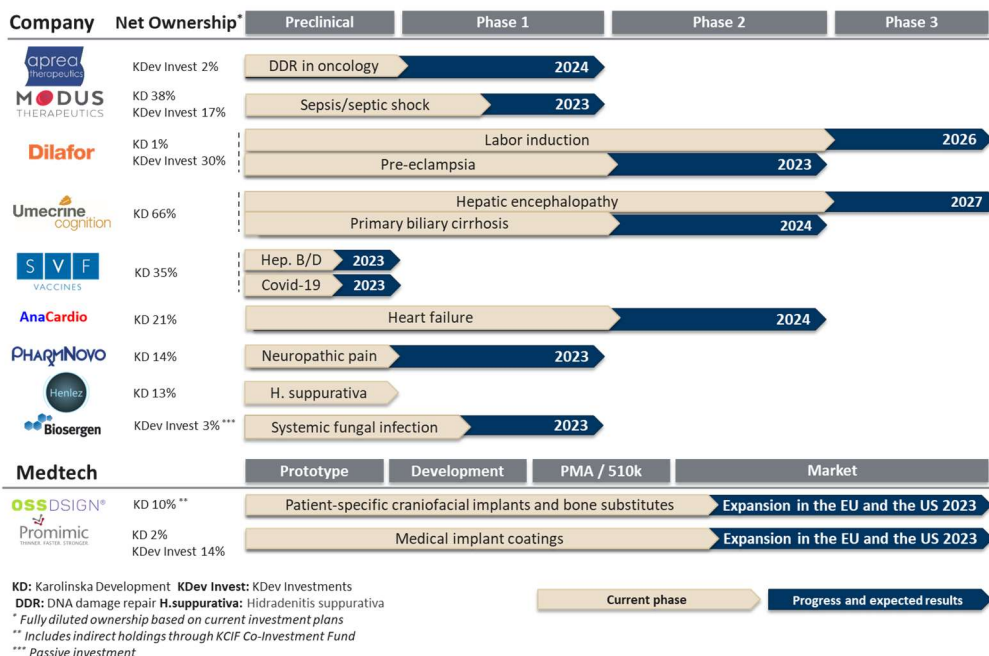 Company Net Ownership* Preclinical Phase 1 Phase 2 Phase 3
aprea
therapeutics
KDev Invest 2% DDR in oncology 2024
MODUS
THERAPEUTICS
KD 38%
KDev Invest 17%
Sepsis/septic shock 2023
Dilafor
KD 1%
KDev Invest 30%
Labor induction 2026
Pre-eclampsia 2023
Umecrine
cognition
KD 66%
Hepatic encephalopathy 2027
Primary biliary cirrhosis 2024
SVF
VACCINES
KD 35%
Hep. B/D 2023
Covid-19 2023
AnaCardio KD 21% Heart failure 2024
PHARMNOVO KD 14% Neuropathic pain 2023
Henlez KD 13% H. suppurativa
Biosergen KDev Invest 3%*** Systemic fungal infection 2023
Medtech Prototype Development PMA / 510k Market
OSSDSIGN® KD 10% ** Patient-specific craniofacial implants and bone substitutes Expansion in the EU and the US 2023
Promimic
THINNER. FASTER. STRONGER.
KD 2%
KDev Invest 14%
Medical implant coatings Expansion in the EU and the US 2023
KD: Karolinska Development KDev Invest: KDev Investments
DDR: DNA damage repair H.suppurativa: Hidradenitis suppurativa
* Fully diluted ownership based on current investment plans
** Includes indirect holdings through KCIF Co-Investment Fund
*** Passive investment
Current phase Progress and expected results